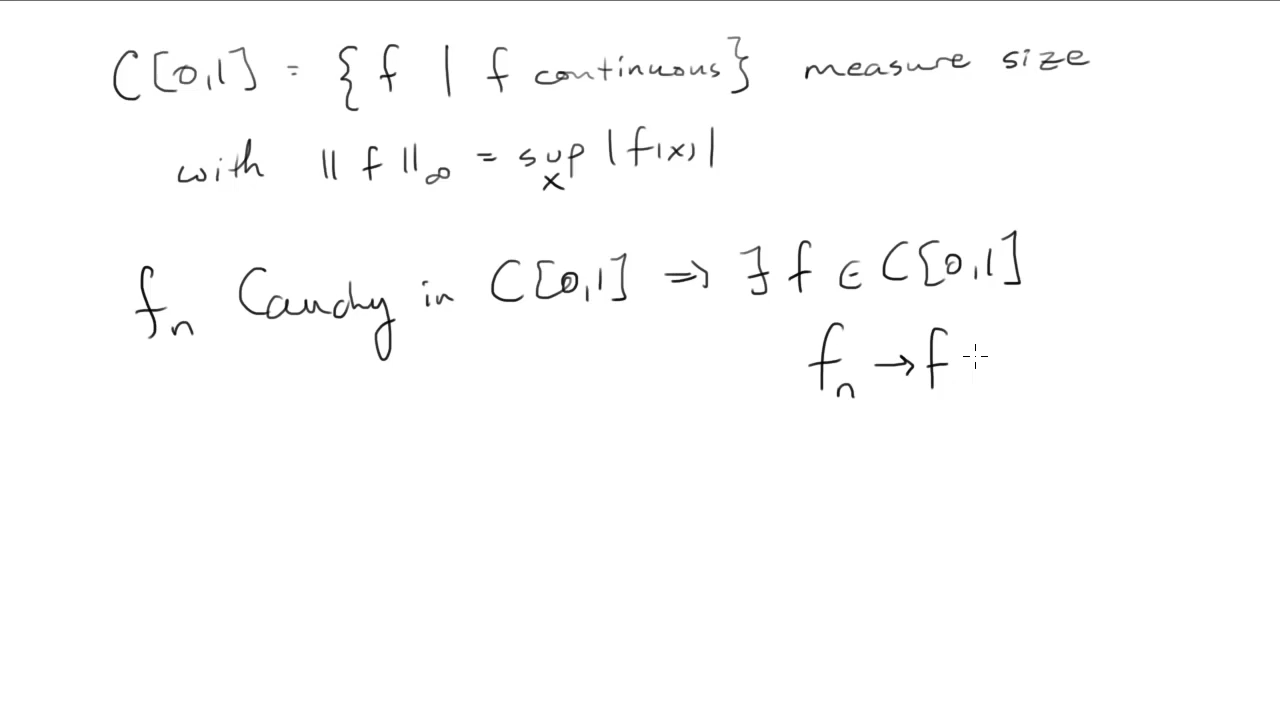 C[0,1] = {f | f continuous} measure size
with ||f||∞ = sup |f(x)|
x
fn Cauchy in C[0,1] ⇒ ∃ f ∈ C[0,1]
fn → f